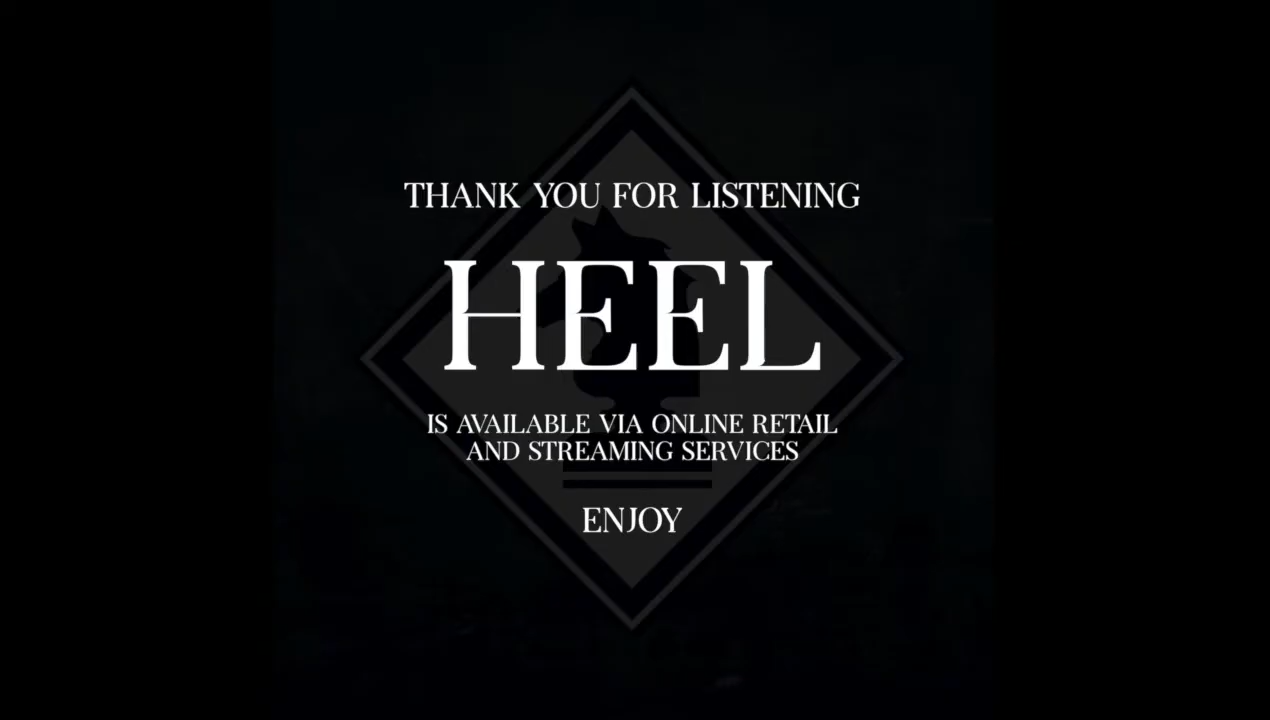 THANK YOU FOR LISTENING
HEEL
IS AVAILABLE VIA ONLINE RETAIL
AND STREAMING SERVICES
ENJOY